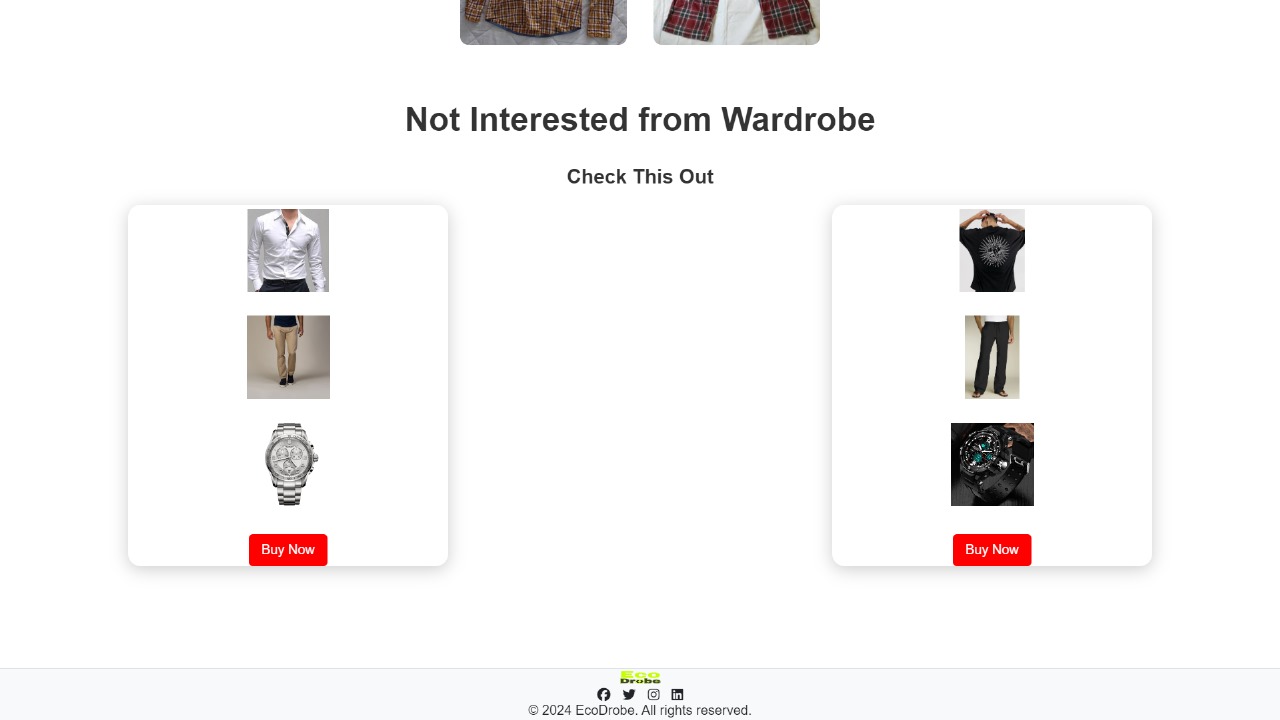 Not Interested from Wardrobe
Check This Out
Buy Now
Buy Now
Eco
Drobe
© 2024 EcoDrobe. All rights reserved.